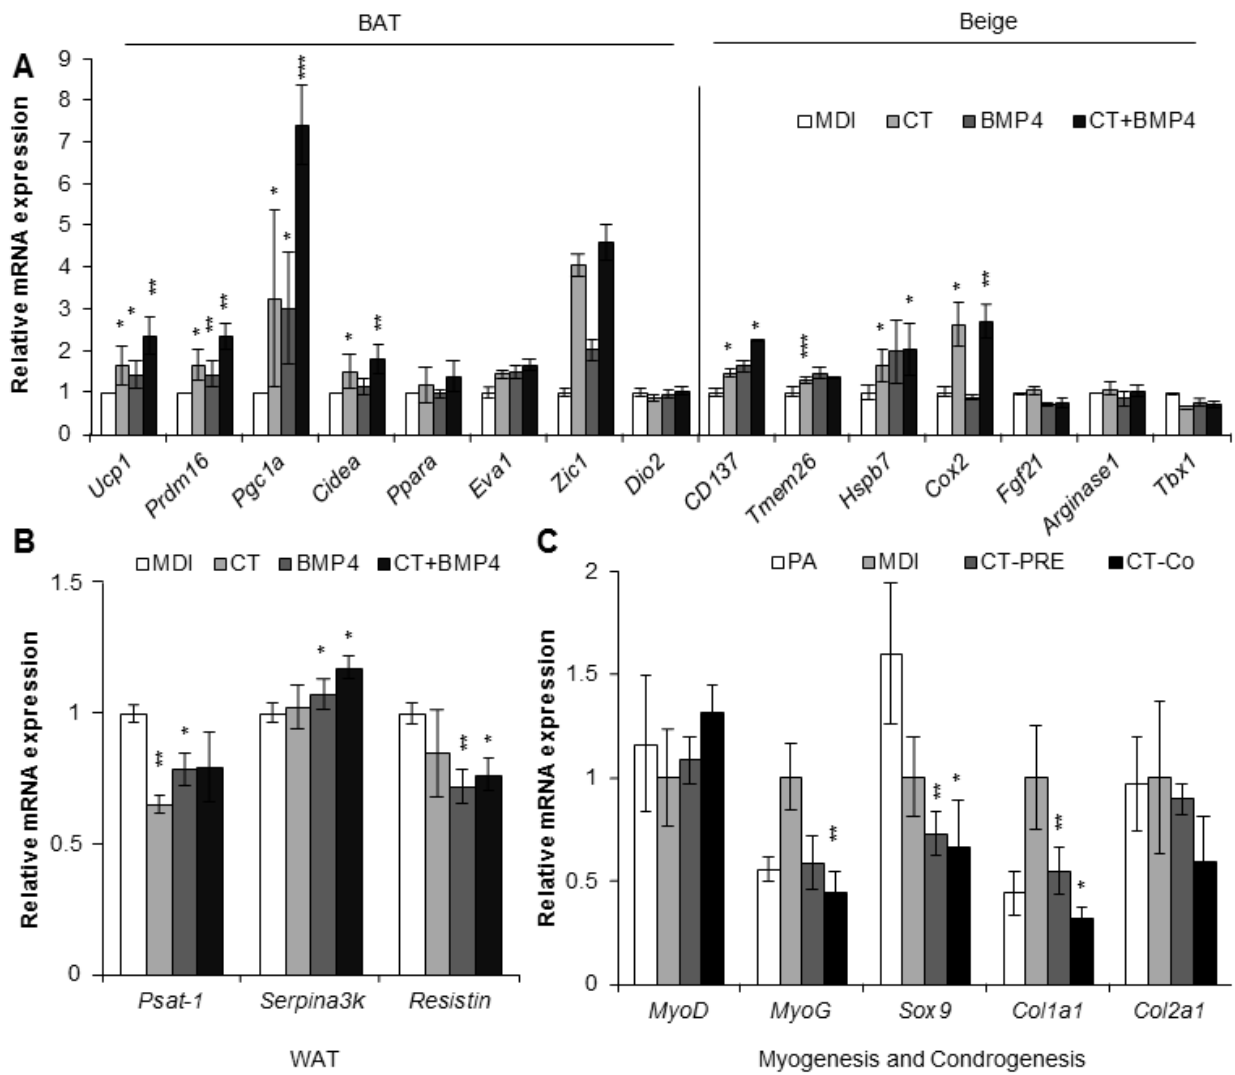 BAT
Beige
A
Relative mRNA expression
9
8
7
6
5
4
3
2
1
0
MDI CT BMP4 CT+BMP4
* * **
* ** **
* * ***
* **
* *
*** 
* *
* **
Ucp1 Prdm16 Pgc1a Cidea Ppara Eva1 Zic1 Dio2 CD137 Tmem26 Hspb7 Cox2 Fgf21 Arginase1 Tbx1
B
MDI CT BMP4 CT+BMP4
Relative mRNA expression
1.5
1
0.5
0
** *
* *
** *
Psat-1 Serpina3k Resistin
WAT
C
PA MDI CT-PRE CT-Co
Relative mRNA expression
2
1.5
1
0.5
0
**
** *
** *
MyoD MyoG Sox9 Col1a1 Col2a1
Myogenesis and Condrogenesis